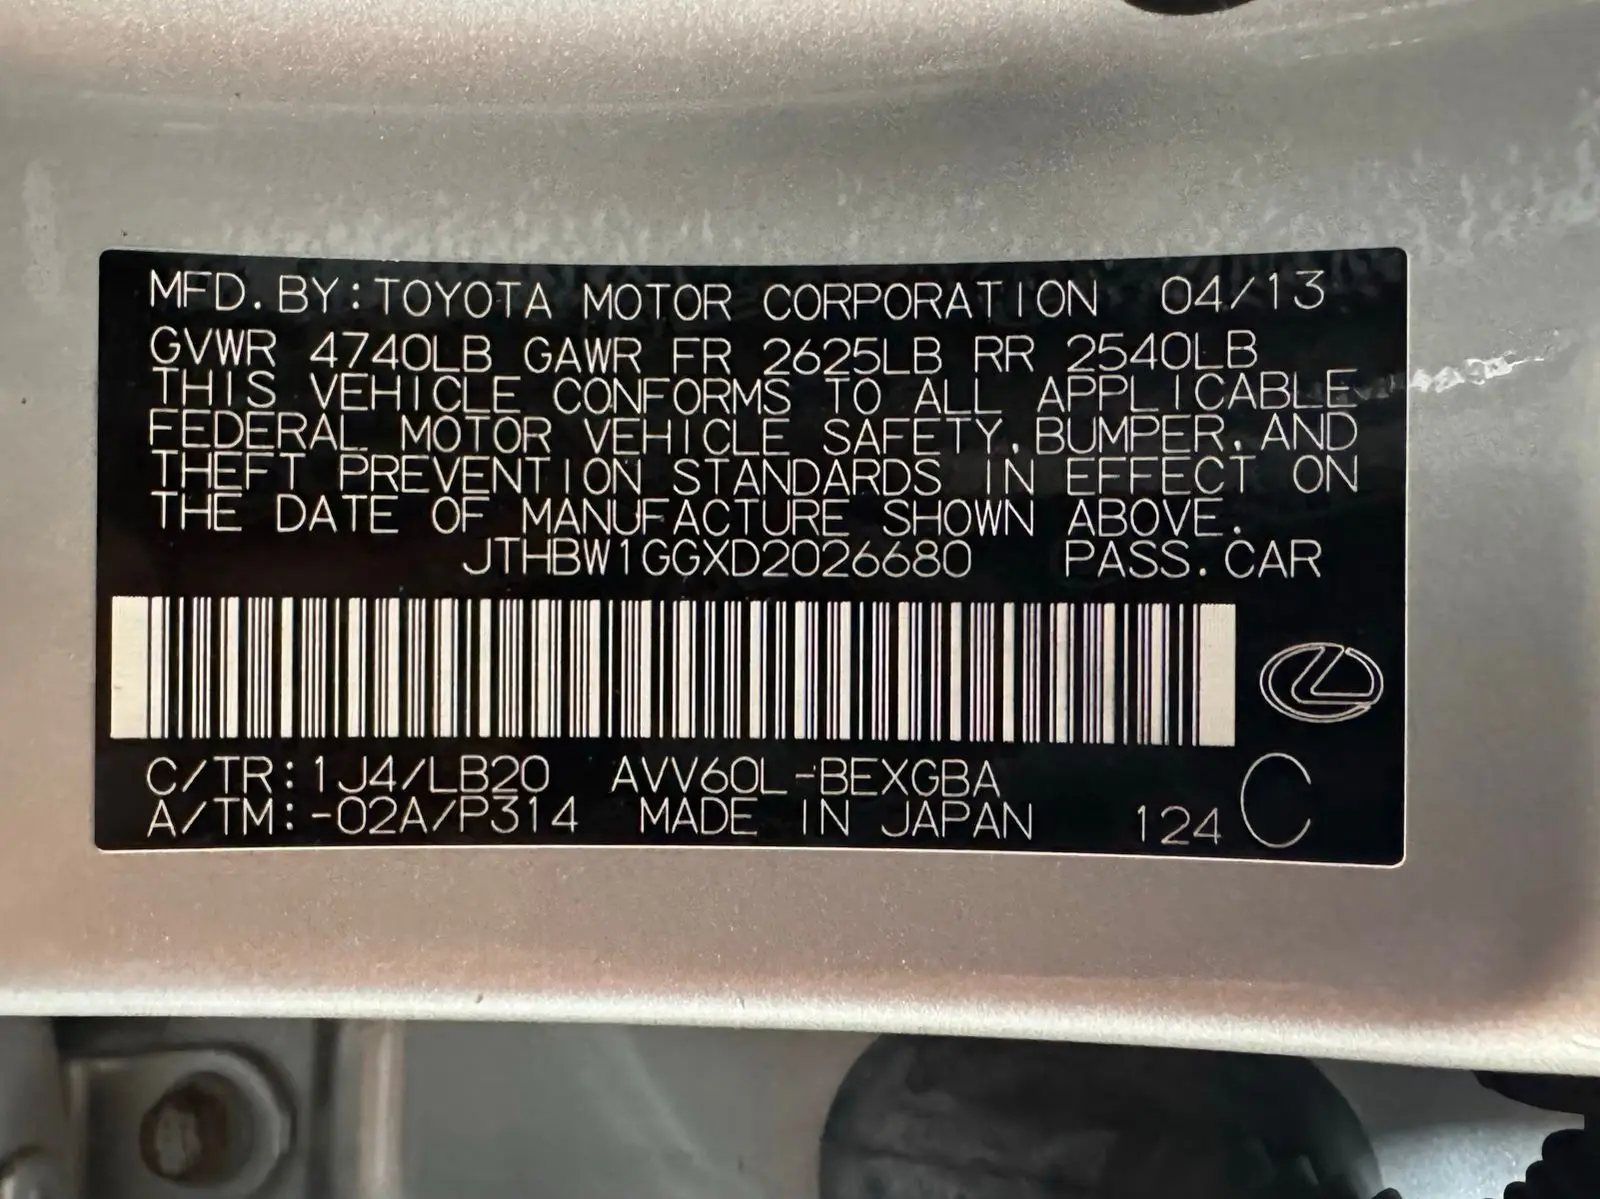 MFD. BY: TOYOTA MOTOR CORPORATION 04/13
GVWR 4740LB GAWR FR 2625LB RR 2540LB
THIS VEHICLE CONFORMS TO ALL APPLICABLE
FEDERAL MOTOR VEHICLE SAFETY, BUMPER, AND
THEFT PREVENTION STANDARDS IN EFFECT ON
THE DATE OF MANUFACTURE SHOWN ABOVE.
JTHBW1GGXD2026680 PASS. CAR
C/TR: 1J4/LB20 AVV60L-BEXGBA
A/TM: -02A/P314 MADE IN JAPAN 124 C